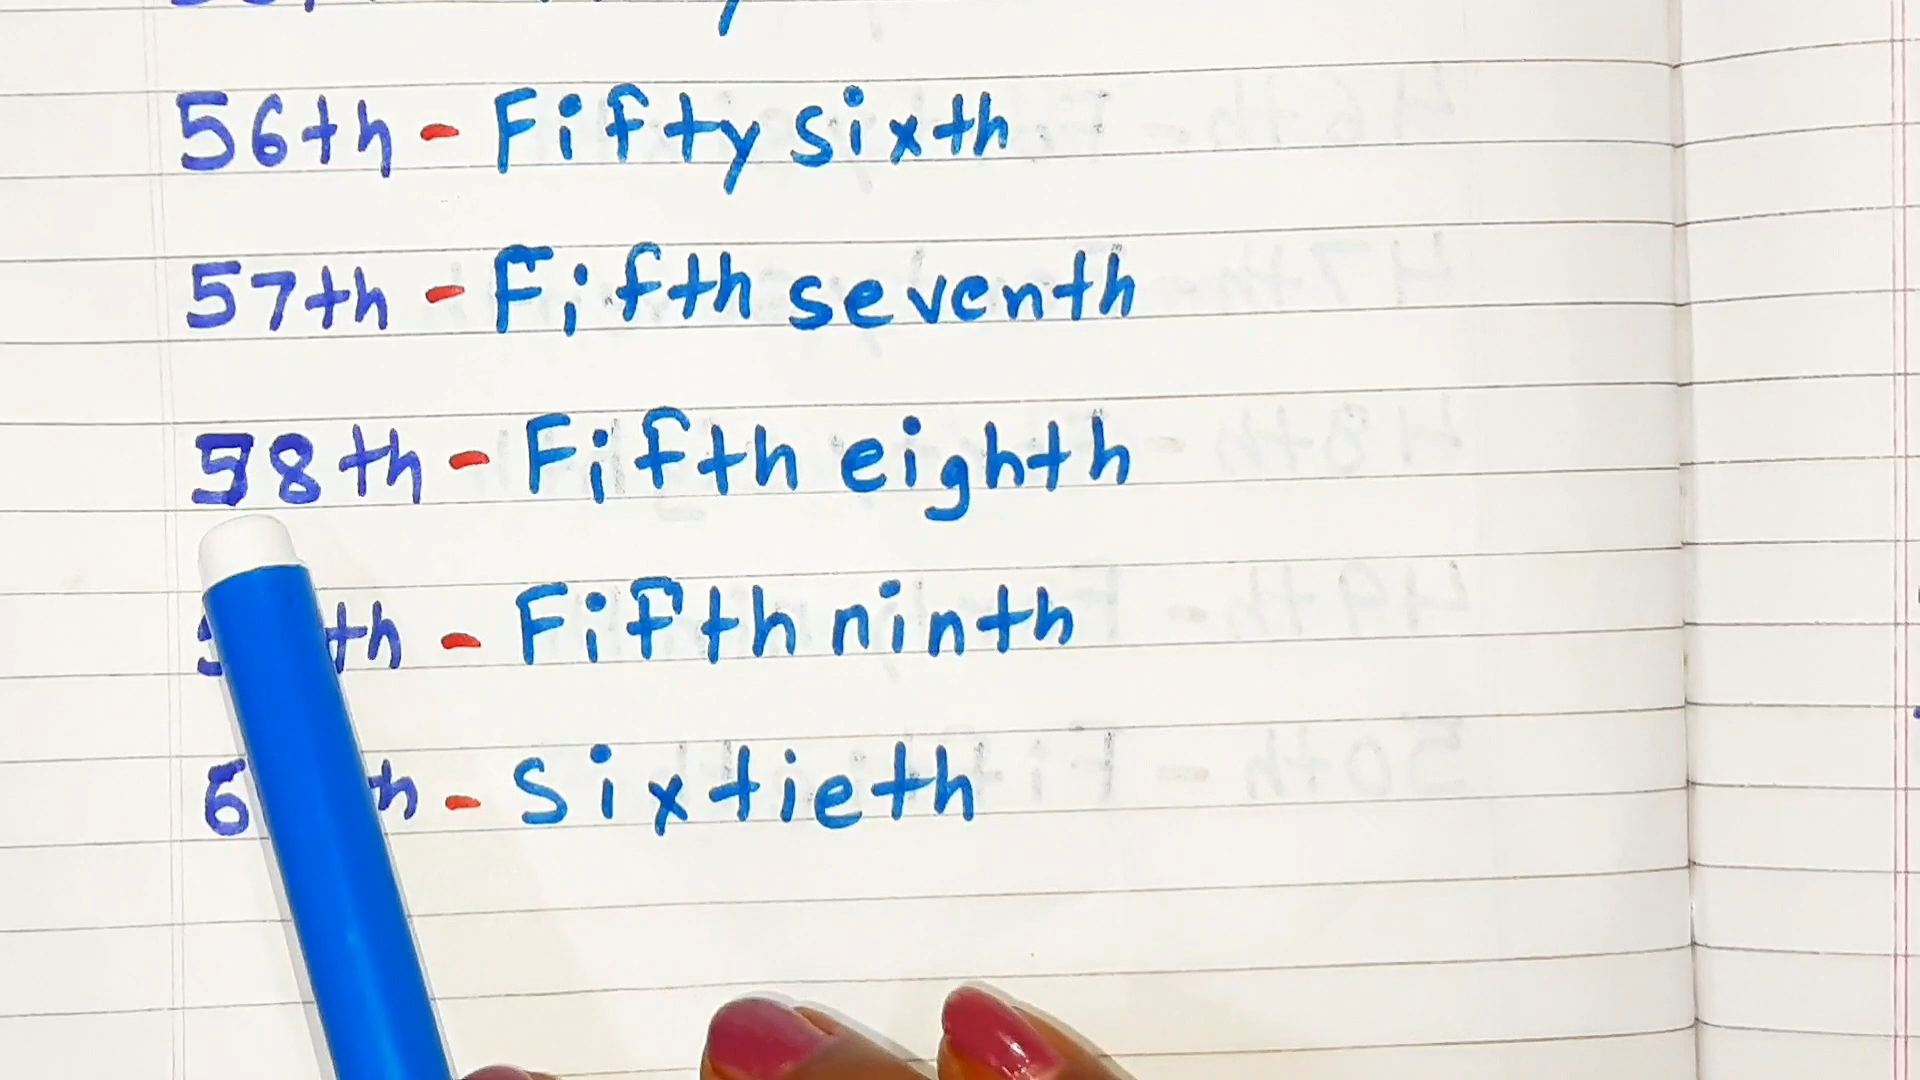 56th - Fifty sixth
57th - Fifth seventh
58th - Fifth eighth
th - Fifth ninth
6 h - Sixtieth